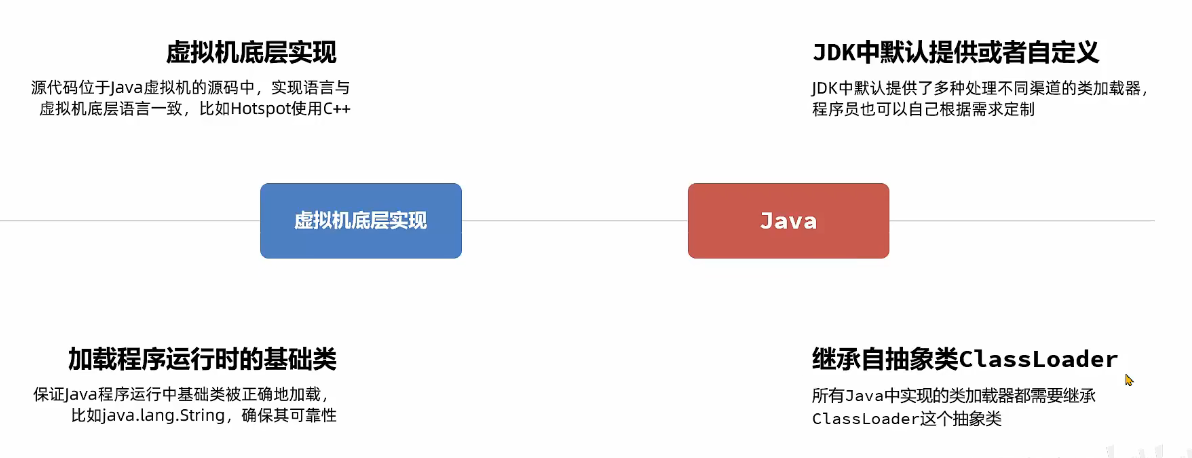 虚拟机底层实现
源代码位于Java虚拟机的源码中，实现语言与
虚拟机底层语言一致，比如Hotspot使用C++
JDK中默认提供或者自定义
JDK中默认提供了多种处理不同渠道的类加载器，
程序员也可以自己根据需求定制
虚拟机底层实现
Java
加载程序运行时的基础类
保证Java程序运行中基础类被正确地加载，
比如java.lang.String，确保其可靠性
继承自抽象类ClassLoader
所有Java中实现的类加载器都需要继承
ClassLoader这个抽象类